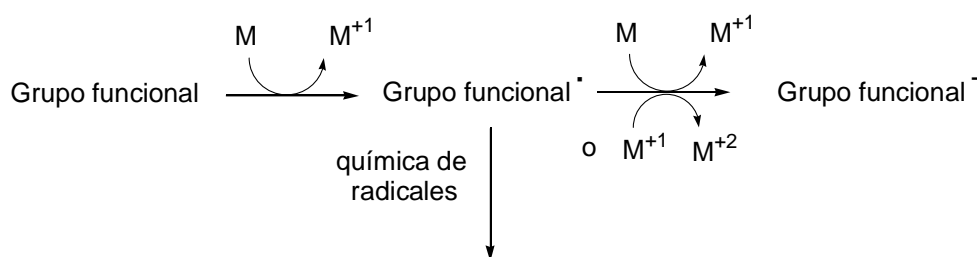 M M+1 M M+1
Grupo funcional Grupo funcional· Grupo funcional-
o M+1 M+2
química de
radicales